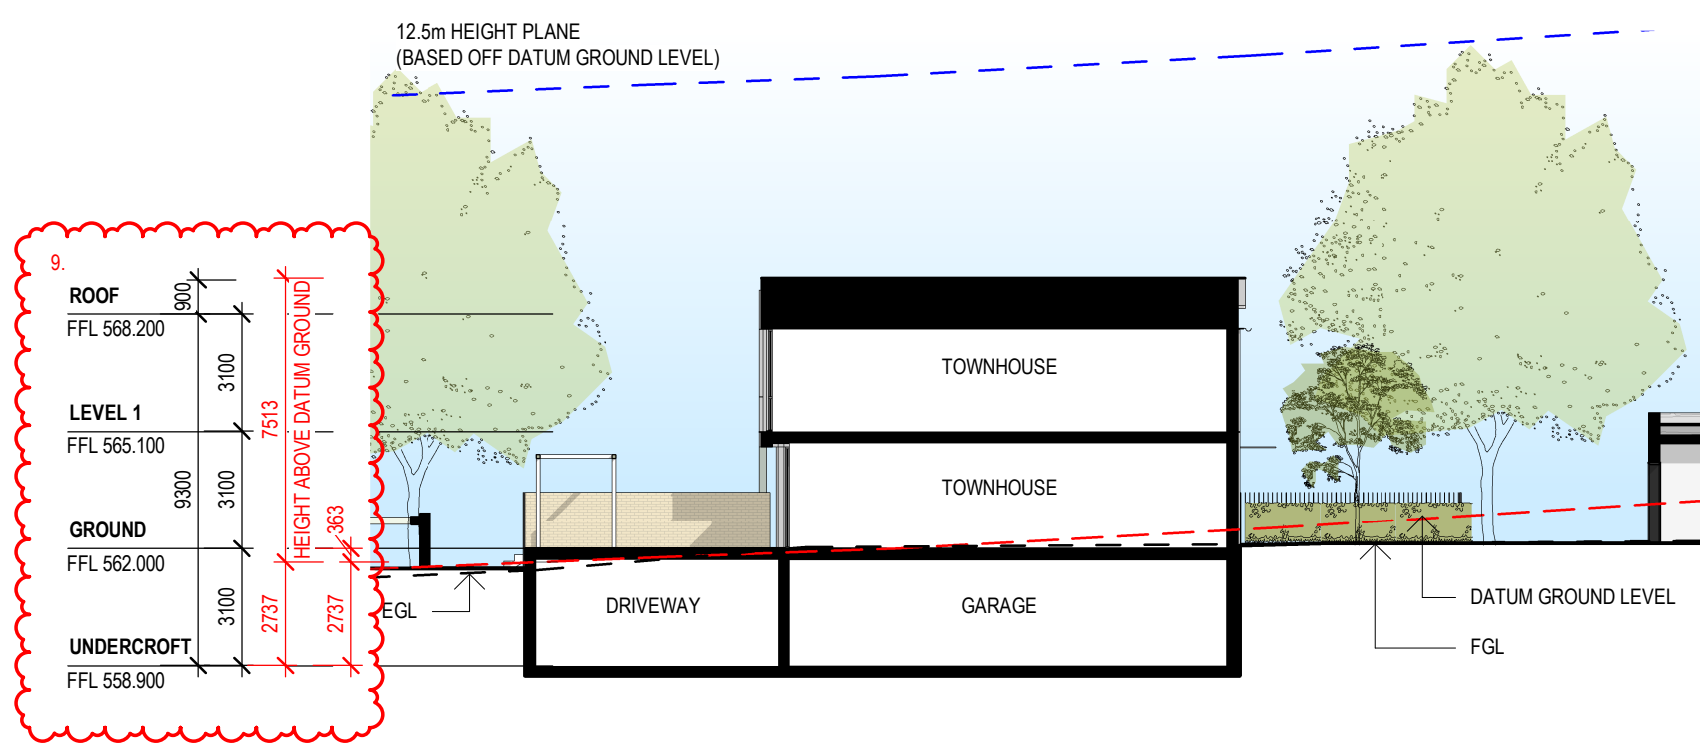 12.5m HEIGHT PLANE
(BASED OFF DATUM GROUND LEVEL)
9.
ROOF
FFL 568.200
900
LEVEL 1
FFL 565.100
3100
7513
HEIGHT ABOVE DATUM GROUND
9300
3100
363
GROUND
FFL 562.000
3100
2737
2737
UNDERCROFT
FFL 558.900
EGL
TOWNHOUSE
TOWNHOUSE
DRIVEWAY
GARAGE
DATUM GROUND LEVEL
FGL